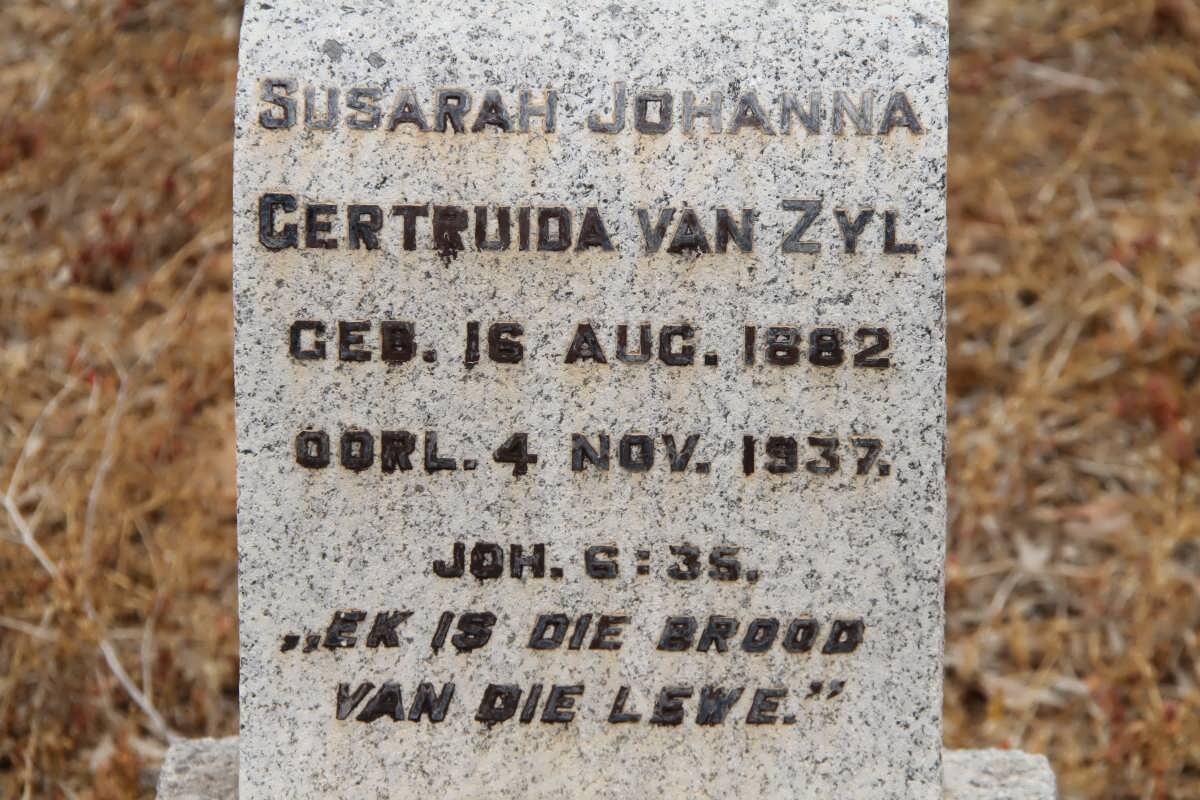 SUSARAH JOHANNA
GERTRUIDA VAN ZYL
GEB. 16 AUG. 1882
OORL. 4 NOV. 1937.
JOH. 6:35.
„EK IS DIE BROOD
VAN DIE LEWE.”